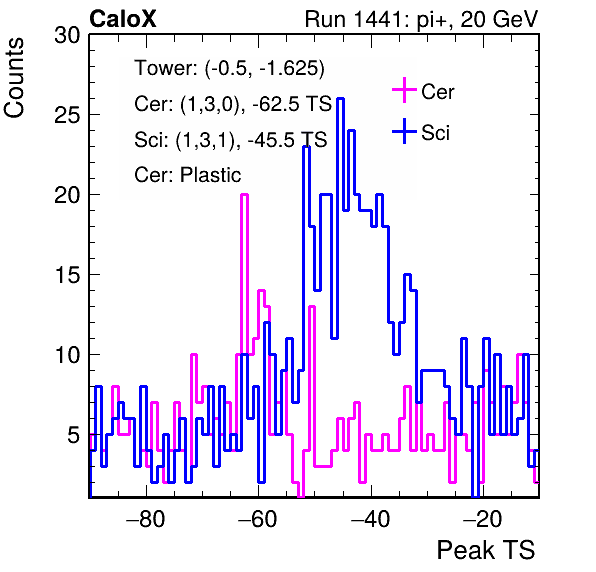 CaloX Run 1441: pi+, 20 GeV
Counts
30
25
20
15
10
5
Tower: (-0.5, -1.625)
Cer: (1,3,0), -62.5 TS
Sci: (1,3,1), -45.5 TS
Cer: Plastic
Cer
Sci
−80 −60 −40 −20
Peak TS